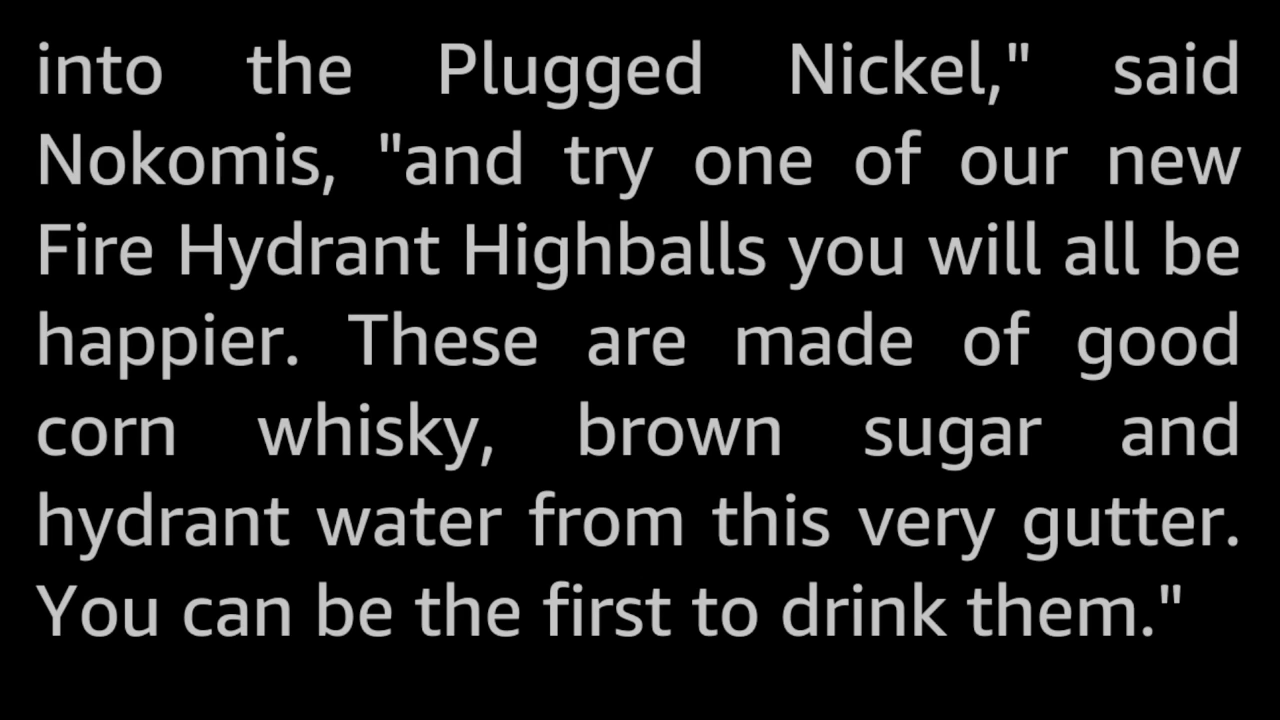 into the Plugged Nickel," said
Nokomis, "and try one of our new
Fire Hydrant Highballs you will all be
happier. These are made of good
corn whisky, brown sugar and
hydrant water from this very gutter.
You can be the first to drink them."